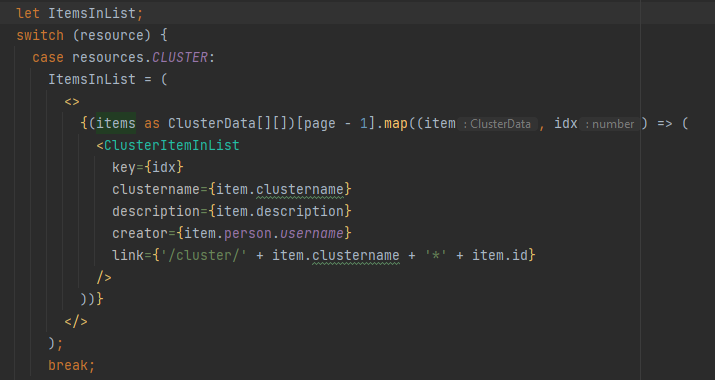 let ItemsInList;
switch (resource) {
case resources.CLUSTER:
ItemsInList = (
<>
{(items as ClusterData[][])[page - 1].map((item : ClusterData , idx : number ) => (
<ClusterItemInList
key={idx}
clustername={item.clustername}
description={item.description}
creator={item.person.username}
link={'/cluster/' + item.clustername + '*' + item.id}
/>
))}
</>
);
break;